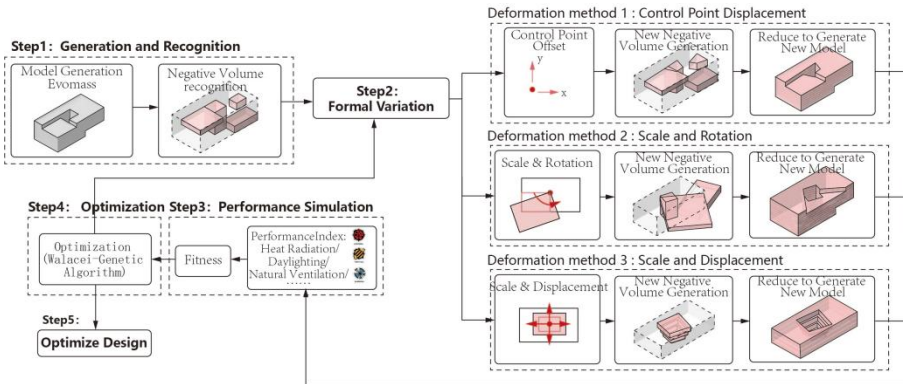 Step1: Generation and Recognition
Model Generation
Evomass
Negative Volume
recognition
Step2:
Formal Variation
Deformation method 1 : Control Point Displacement
Control Point
Offset
y
x
New Negative
Volume Generation
Reduce to Generate
New Model
Deformation method 2 : Scale and Rotation
Scale & Rotation
New Negative
Volume Generation
Reduce to Generate
New Model
Deformation method 3 : Scale and Displacement
Scale & Displacement
New Negative
Volume Generation
Reduce to Generate
New Model
Step4: Optimization
Optimization
(Walacei-Genetic
Algorithm)
Step3: Performance Simulation
Fitness
PerformanceIndex:
Heat Radiation/
Daylighting/
Natural Ventilation/
......
Step5:
Optimize Design